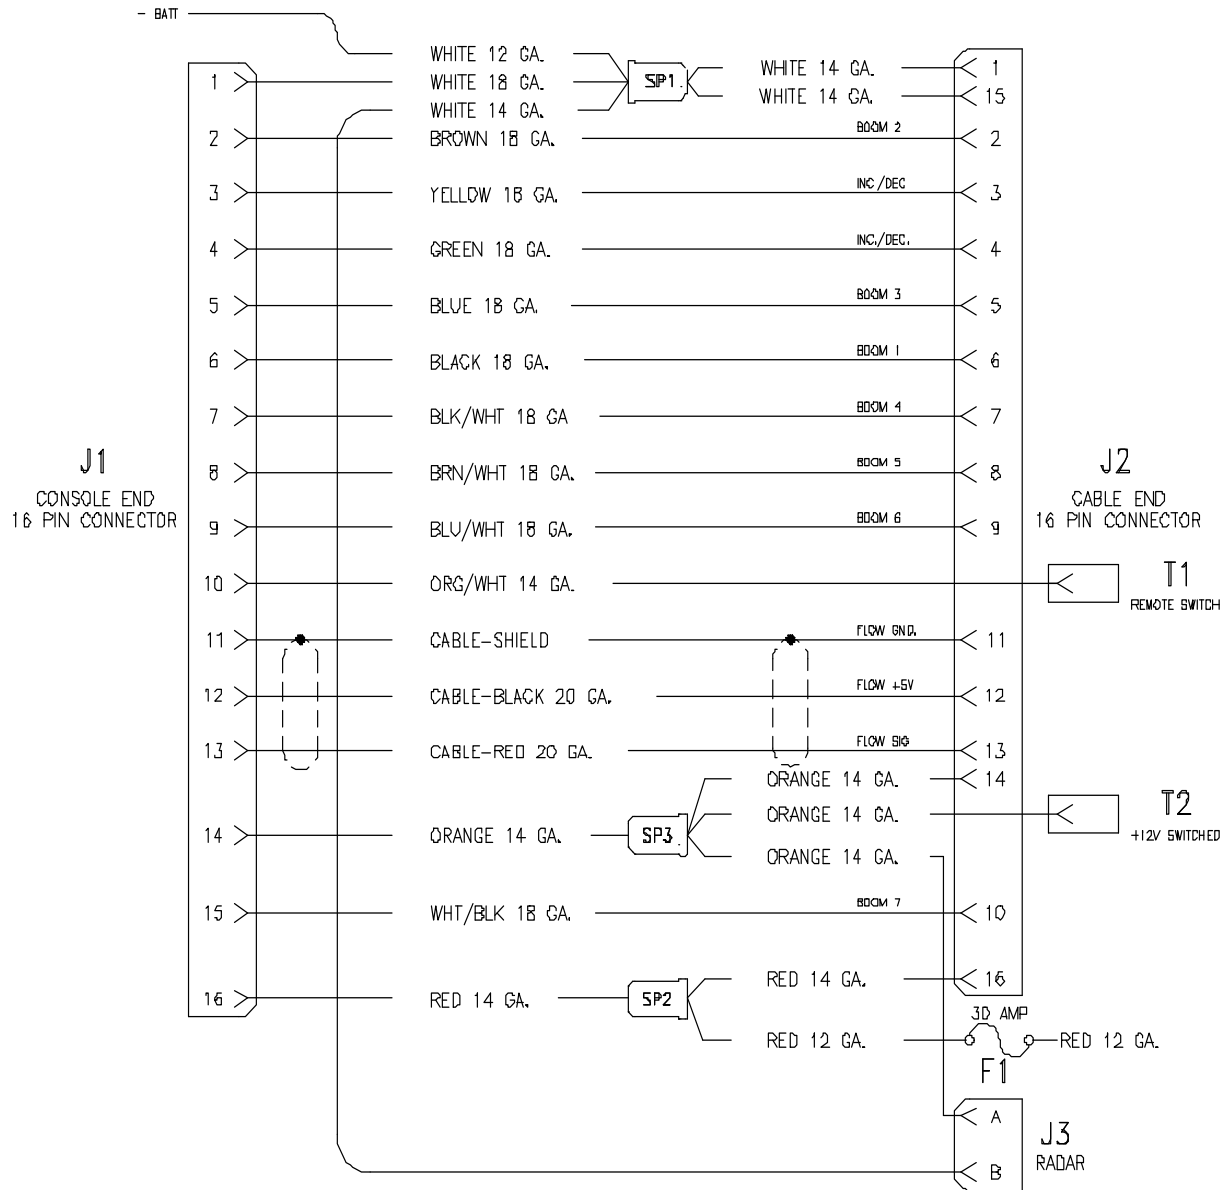 - BATT
WHITE 12 GA.
1 WHITE 18 GA. SP1 WHITE 14 GA. 1
WHITE 14 GA. WHITE 14 GA. 15
2 BROWN 18 GA. BOOM 2 2
3 YELLOW 18 GA. INC/DEC 3
4 GREEN 18 GA. INC./DEC. 4
5 BLUE 18 GA. BOOM 3 5
6 BLACK 18 GA. BOOM 1 6
7 BLK/WHT 18 GA BOOM 4 7
J1 J2
8 BRN/WHT 18 GA. BOOM 5 8
CONSOLE END CABLE END
16 PIN CONNECTOR 16 PIN CONNECTOR
9 BLU/WHT 18 GA. BOOM 6 9
10 ORG/WHT 14 GA. T1
REMOTE SWITCH
11 CABLE-SHIELD FLOW GND. 11
12 CABLE-BLACK 20 GA. FLOW +5V 12
13 CABLE-RED 20 GA. FLOW SIG 13
ORANGE 14 GA. 14
ORANGE 14 GA. T2
14 ORANGE 14 GA. SP3 +12V SWITCHED
ORANGE 14 GA.
15 WHT/BLK 18 GA. BOOM 7 10
RED 14 GA. 16
16 RED 14 GA. SP2
30 AMP
RED 12 GA. RED 12 GA.
F1
A
J3
RADAR
B